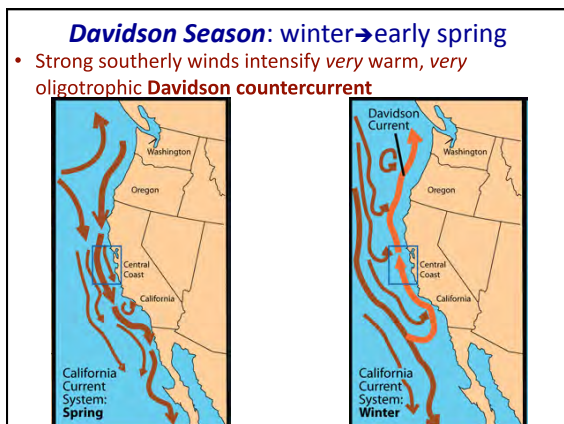 Davidson Season: winter→early spring
• Strong southerly winds intensify very warm, very
oligotrophic Davidson countercurrent
Washington
Oregon
Central
Coast
California
California
Current
System:
Spring
Davidson
Current
Washington
Oregon
Central
Coast
California
California
Current
System:
Winter